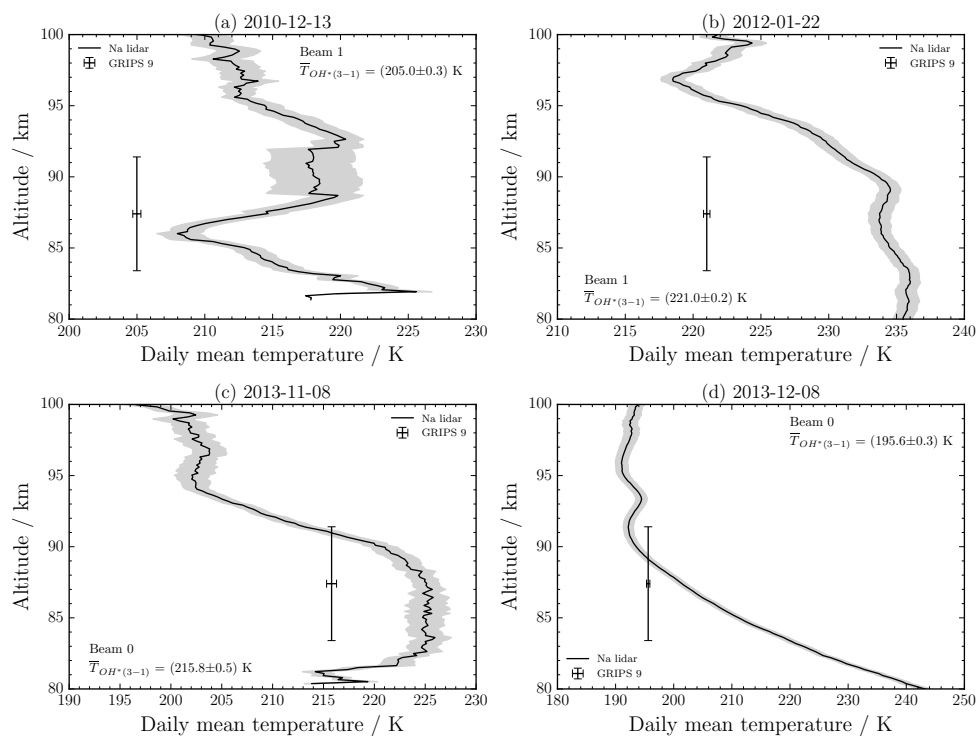 (a) 2010-12-13
100
95
90
85
80
Altitude / km
200 205 210 215 220 225 230
Daily mean temperature / K
Na lidar
GRIPS 9
Beam 1
T̅_OH*(3−1) = (205.0±0.3) K
(b) 2012-01-22
100
95
90
85
80
Altitude / km
210 215 220 225 230 235 240
Daily mean temperature / K
Na lidar
GRIPS 9
Beam 1
T̅_OH*(3−1) = (221.0±0.2) K
(c) 2013-11-08
100
95
90
85
80
Altitude / km
190 195 200 205 210 215 220 225 230
Daily mean temperature / K
Na lidar
GRIPS 9
Beam 0
T̅_OH*(3−1) = (215.8±0.5) K
(d) 2013-12-08
100
95
90
85
80
Altitude / km
180 190 200 210 220 230 240 250
Daily mean temperature / K
Beam 0
T̅_OH*(3−1) = (195.6±0.3) K
Na lidar
GRIPS 9